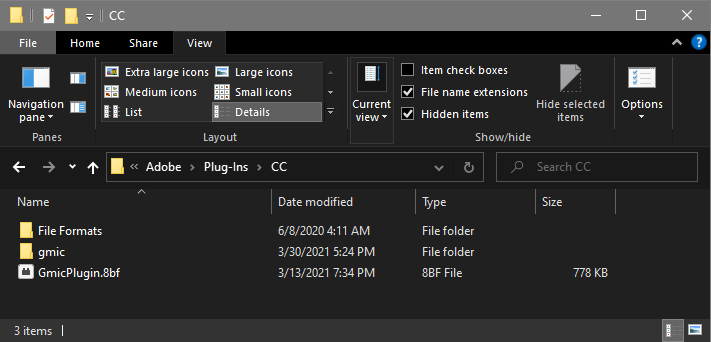 CC
File Home Share View
Navigation pane
Extra large icons Large icons
Medium icons Small icons
List Details
Current view
Item check boxes
File name extensions
Hidden items
Hide selected items
Options
Panes Layout Show/hide
« Adobe > Plug-Ins > CC
Search CC
Name Date modified Type Size
File Formats 6/8/2020 4:11 AM File folder
gmic 3/30/2021 5:24 PM File folder
GmicPlugin.8bf 3/13/2021 7:34 PM 8BF File 778 KB
3 items